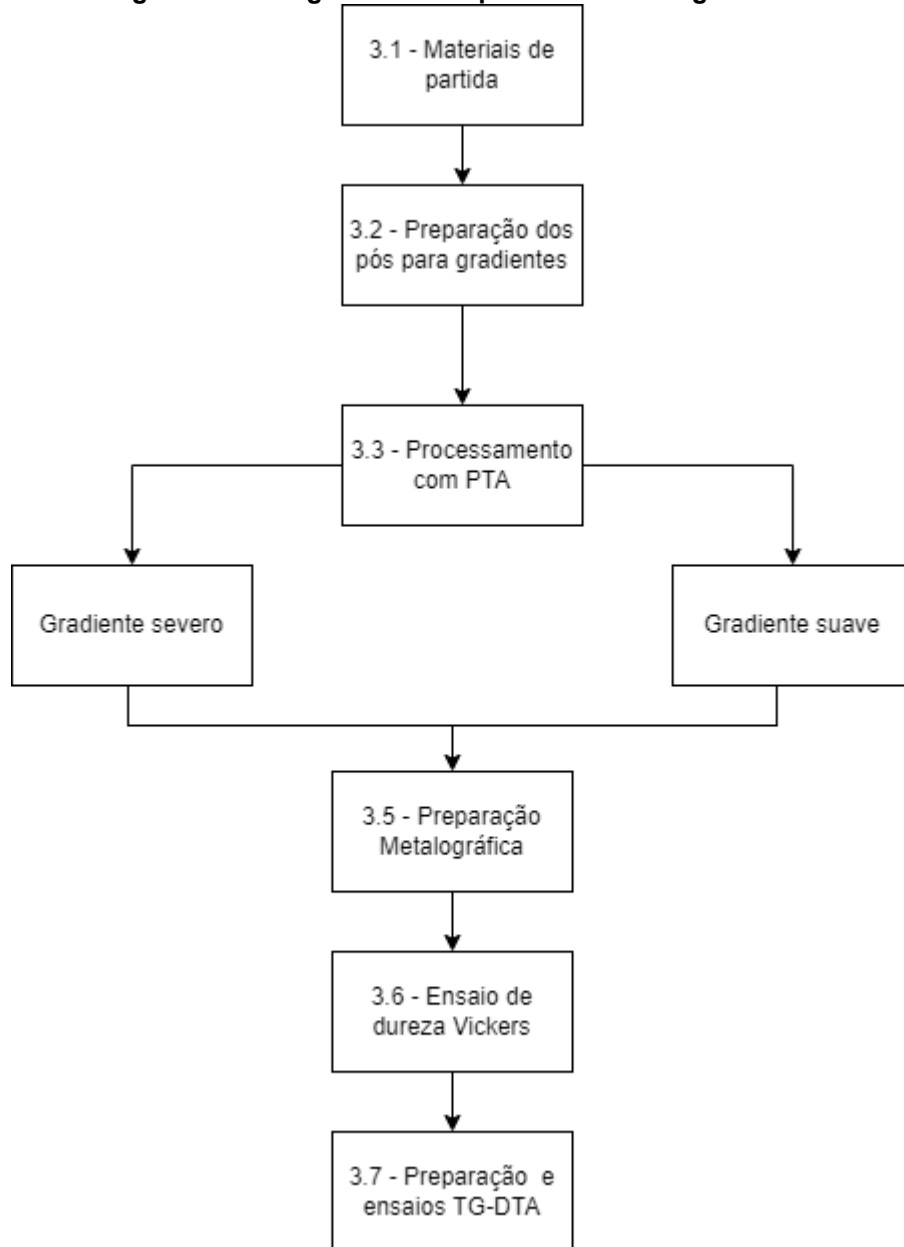 3.1 - Materiais de
partida
3.2 - Preparação dos
pós para gradientes
3.3 - Processamento
com PTA
Gradiente severo
Gradiente suave
3.5 - Preparação
Metalográfica
3.6 - Ensaio de
dureza Vickers
3.7 - Preparação e
ensaios TG-DTA